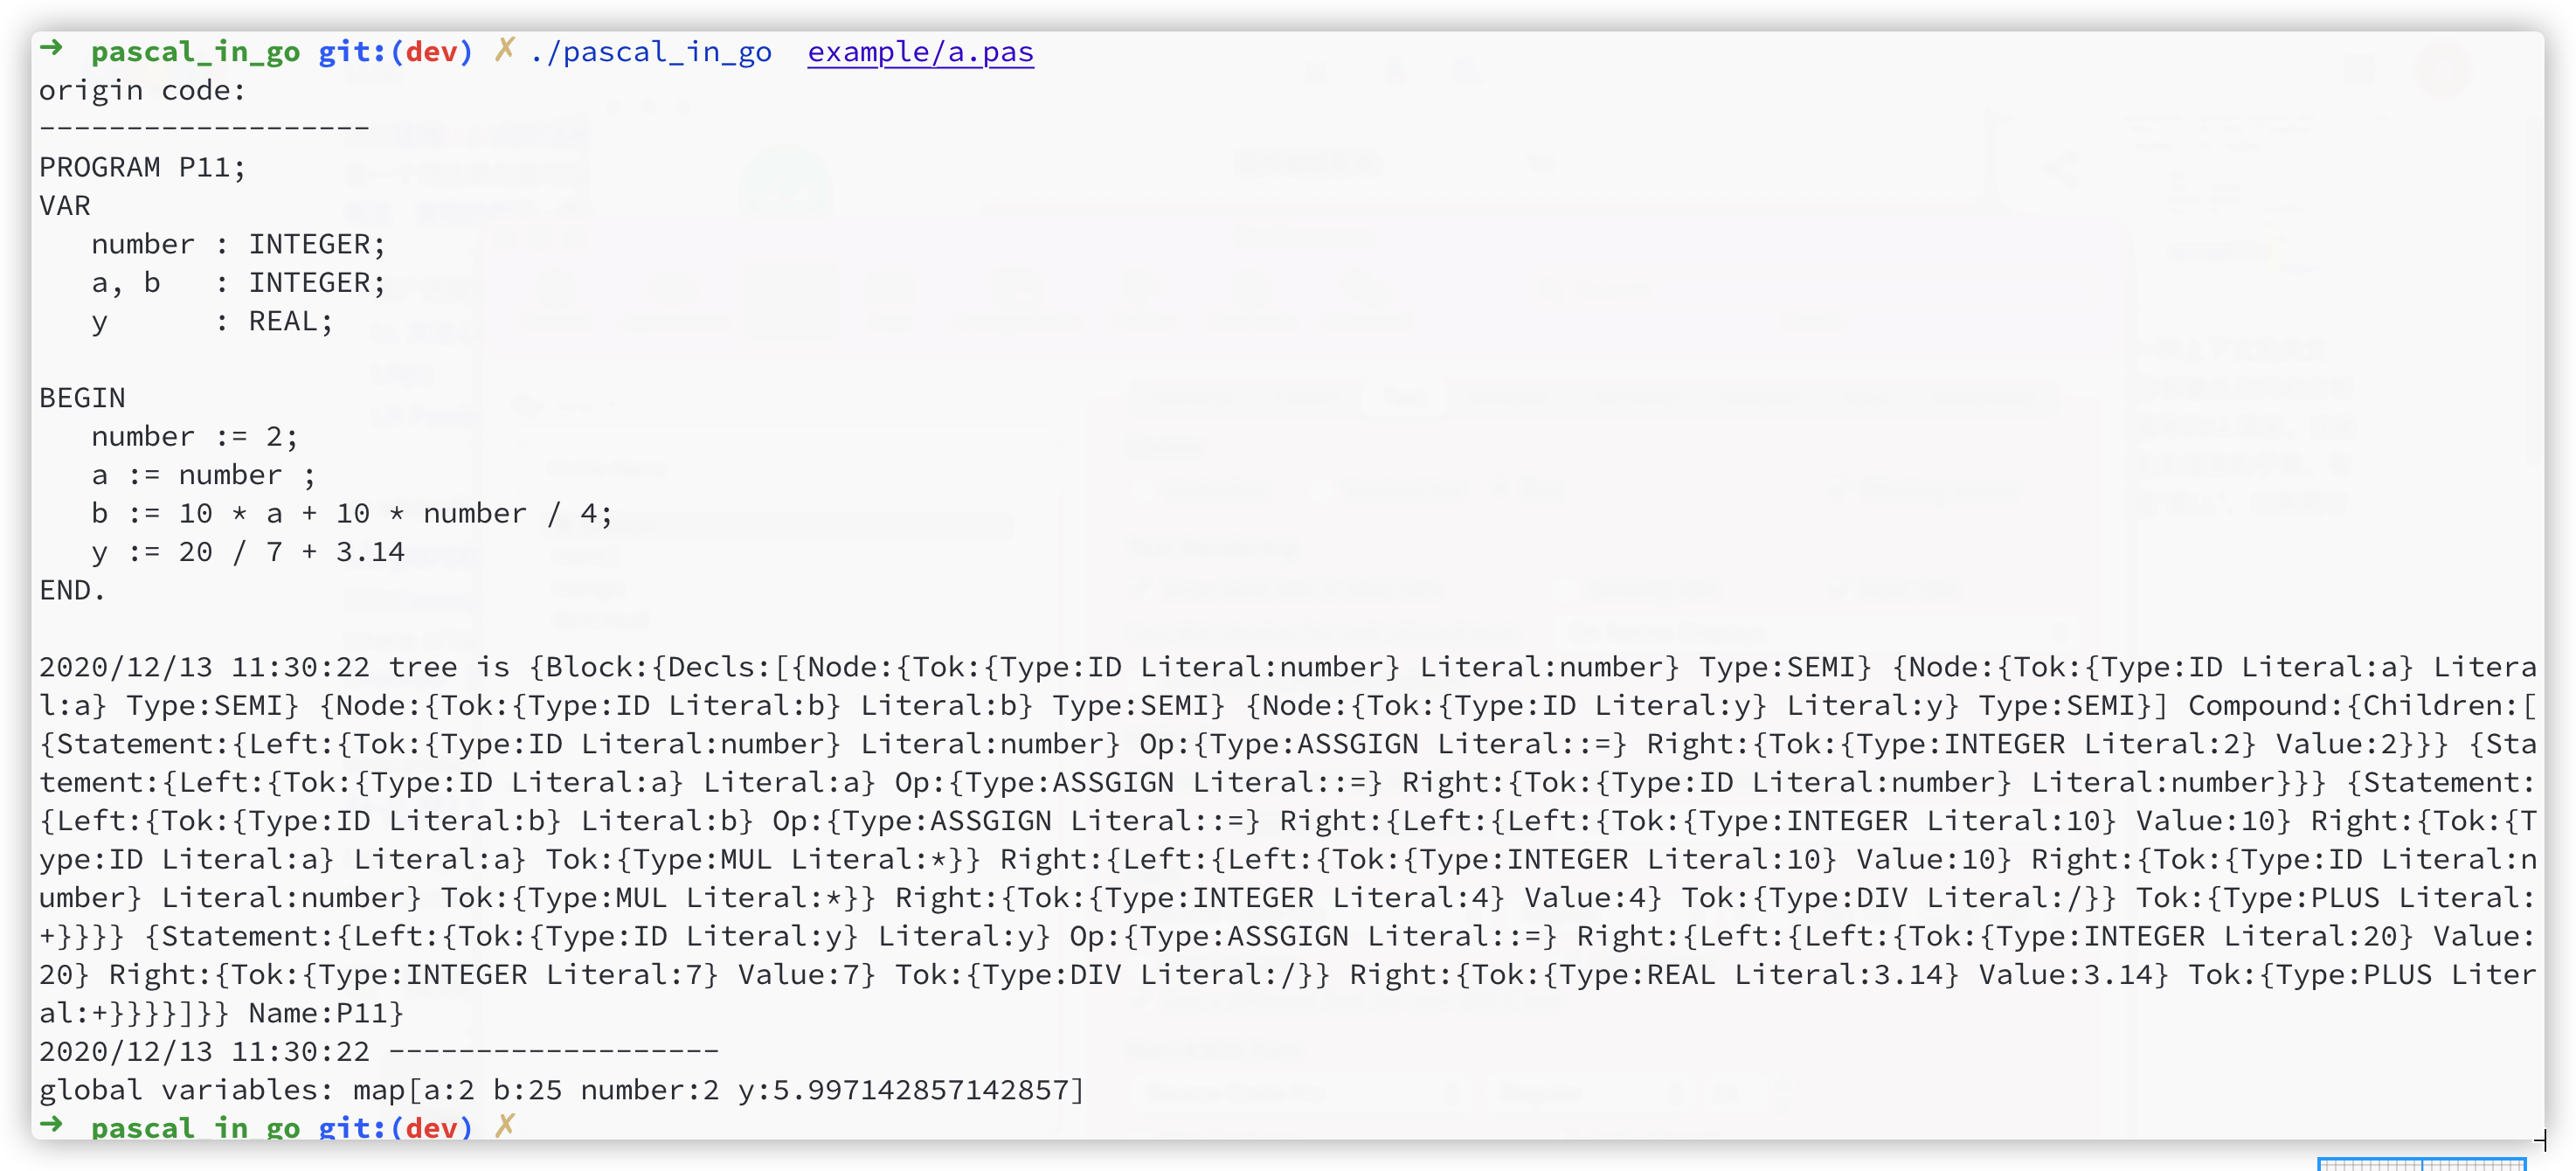 ➜  pascal_in_go git:(dev) ✗ ./pascal_in_go  example/a.pas
origin code:
-------------------
PROGRAM P11;
VAR
   number : INTEGER;
   a, b   : INTEGER;
   y      : REAL;

BEGIN
   number := 2;
   a := number ;
   b := 10 * a + 10 * number / 4;
   y := 20 / 7 + 3.14
END.

2020/12/13 11:30:22 tree is {Block:{Decls:[{Node:{Tok:{Type:ID Literal:number} Literal:number} Type:SEMI} {Node:{Tok:{Type:ID Literal:a} Litera
l:a} Type:SEMI} {Node:{Tok:{Type:ID Literal:b} Literal:b} Type:SEMI} {Node:{Tok:{Type:ID Literal:y} Literal:y} Type:SEMI}] Compound:{Children:[
{Statement:{Left:{Tok:{Type:ID Literal:number} Literal:number} Op:{Type:ASSGIGN Literal::=} Right:{Tok:{Type:INTEGER Literal:2} Value:2}}} {Sta
tement:{Left:{Tok:{Type:ID Literal:a} Literal:a} Op:{Type:ASSGIGN Literal::=} Right:{Tok:{Type:ID Literal:number} Literal:number}}} {Statement:
{Left:{Tok:{Type:ID Literal:b} Literal:b} Op:{Type:ASSGIGN Literal::=} Right:{Left:{Left:{Tok:{Type:INTEGER Literal:10} Value:10} Right:{Tok:{T
ype:ID Literal:a} Literal:a} Tok:{Type:MUL Literal:*}} Right:{Left:{Left:{Tok:{Type:INTEGER Literal:10} Value:10} Right:{Tok:{Type:ID Literal:n
umber} Literal:number} Tok:{Type:MUL Literal:*}} Right:{Tok:{Type:INTEGER Literal:4} Value:4} Tok:{Type:DIV Literal:/}} Tok:{Type:PLUS Literal:
+}}}} {Statement:{Left:{Tok:{Type:ID Literal:y} Literal:y} Op:{Type:ASSGIGN Literal::=} Right:{Left:{Left:{Tok:{Type:INTEGER Literal:20} Value:
20} Right:{Tok:{Type:INTEGER Literal:7} Value:7} Tok:{Type:DIV Literal:/}} Right:{Tok:{Type:REAL Literal:3.14} Value:3.14} Tok:{Type:PLUS Liter
al:+}}}}]}} Name:P11}
2020/12/13 11:30:22 -------------------
global variables: map[a:2 b:25 number:2 y:5.997142857142857]
➜  pascal_in_go git:(dev) ✗